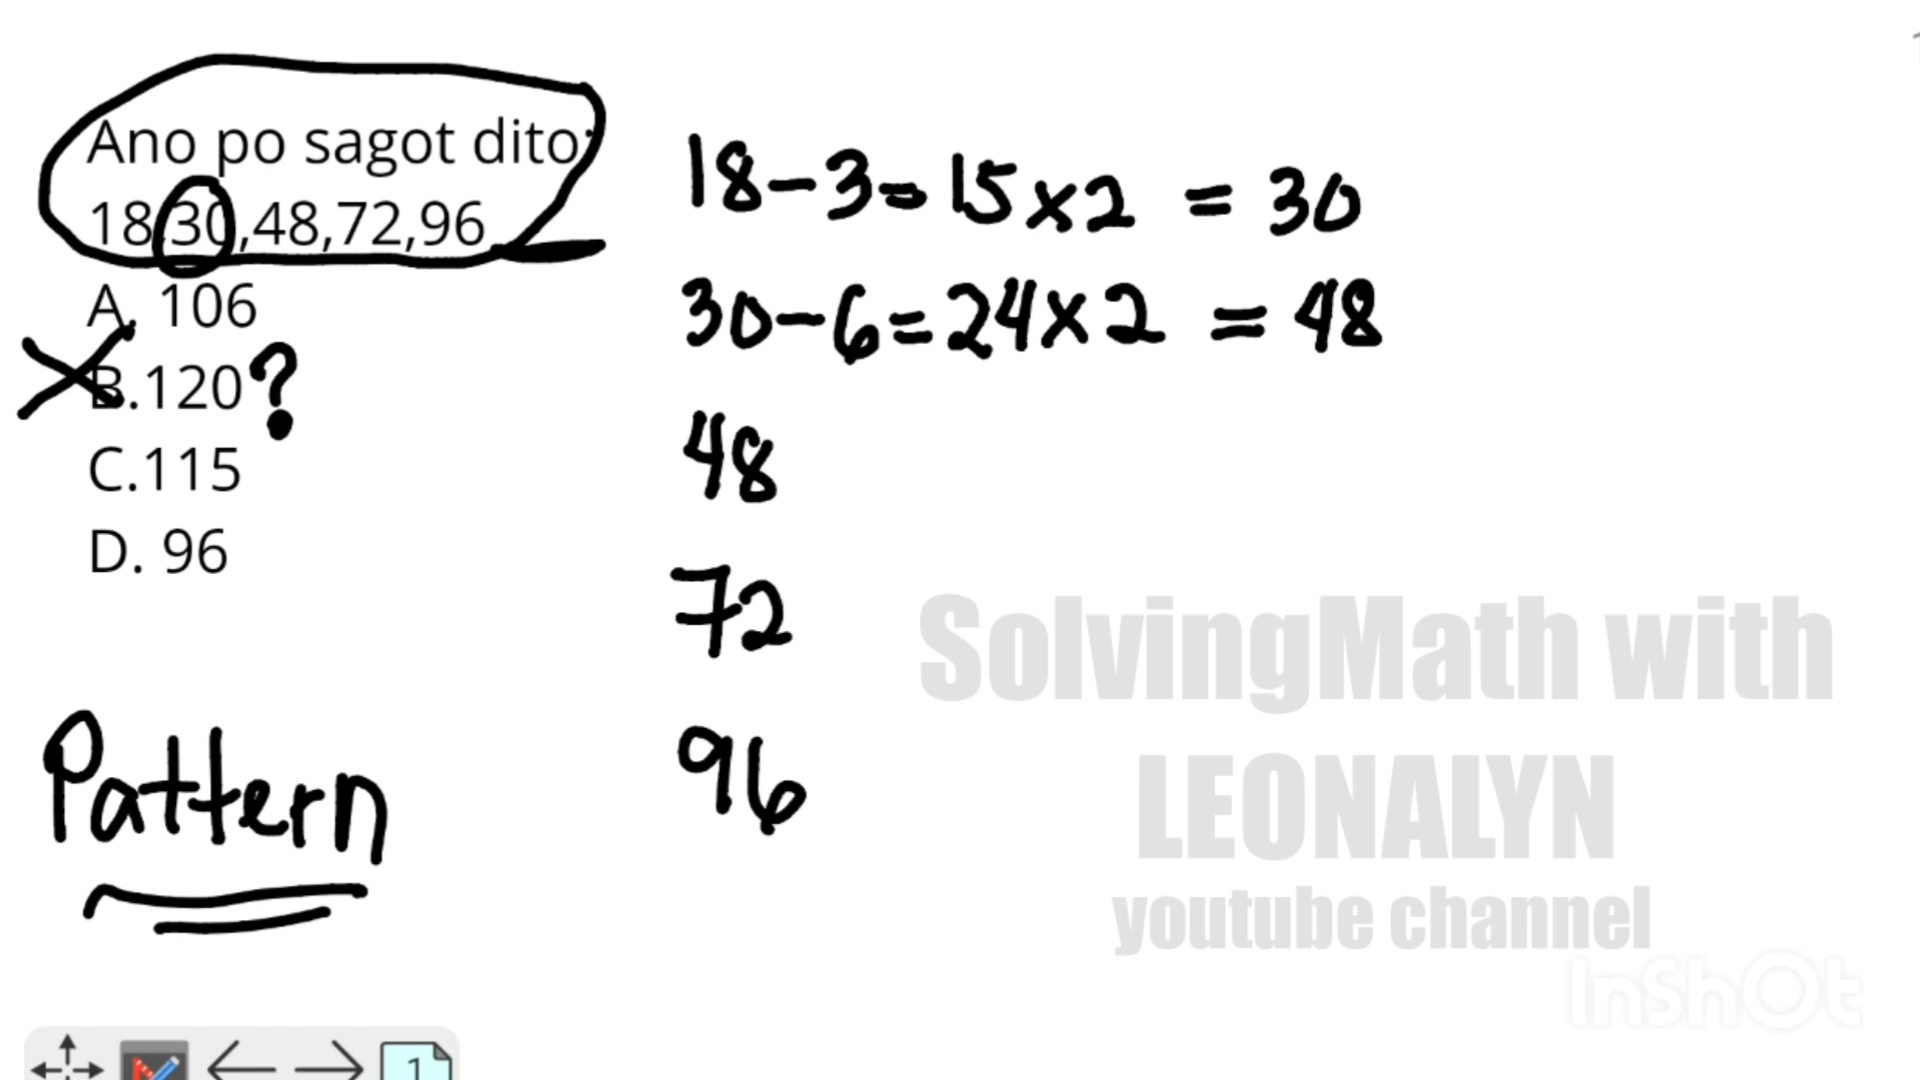 Ano po sagot dito:
18,30,48,72,96
A. 106
B.120?
C.115
D. 96
Pattern
18-3=15x2 = 30
30-6=24x2 = 48
48
72
96
SolvingMath with
LEONALYN
youtube channel
InShOt
1